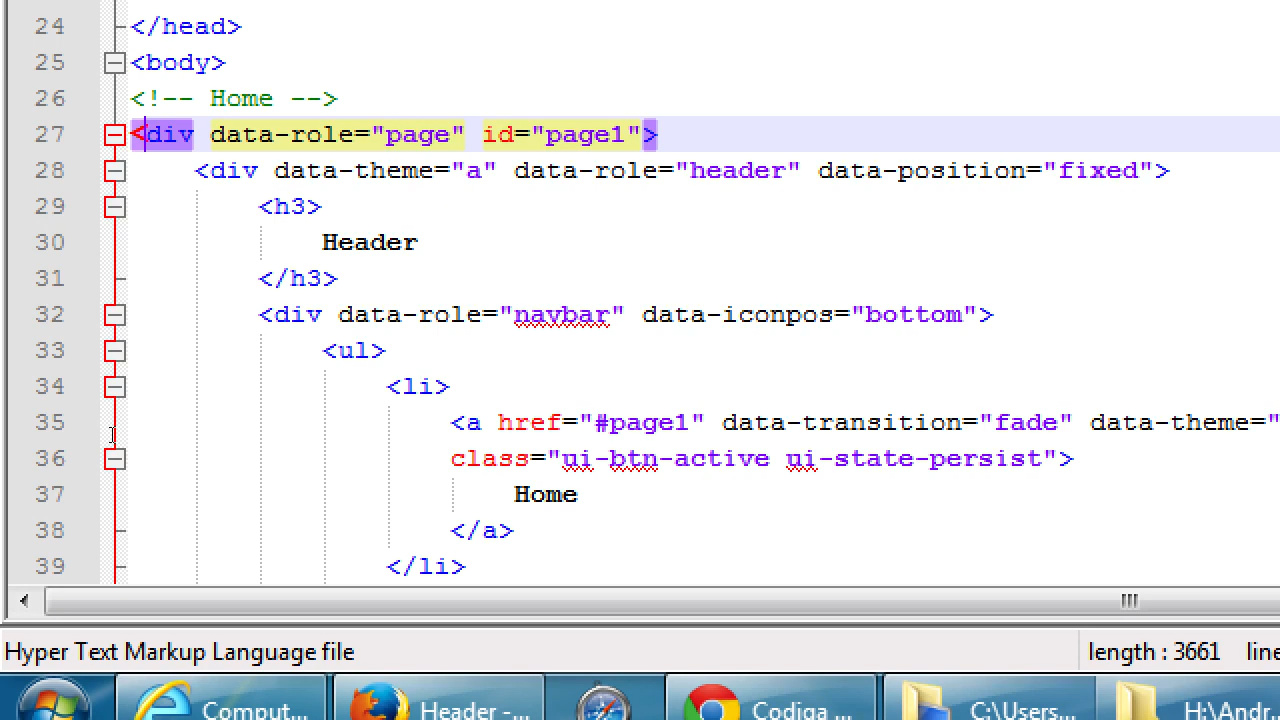 24 </head>
25 <body>
26 <!-- Home -->
27 <div data-role="page" id="page1">
28 <div data-theme="a" data-role="header" data-position="fixed">
29 <h3>
30 Header
31 </h3>
32 <div data-role="navbar" data-iconpos="bottom">
33 <ul>
34 <li>
35 <a href="#page1" data-transition="fade" data-theme="
36 class="ui-btn-active ui-state-persist">
37 Home
38 </a>
39 </li>
Hyper Text Markup Language file length : 3661 line
Comput... Header -... Codiga ... C:\Users... H:\Andr...